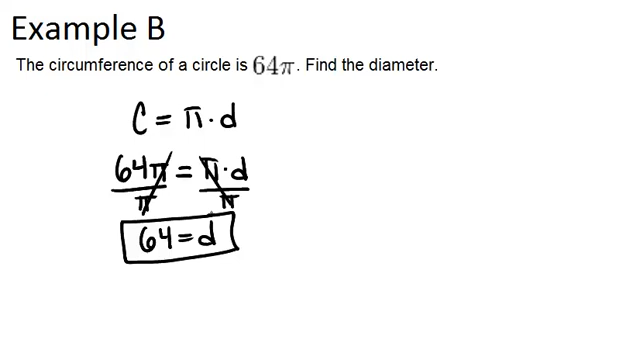 Example B
The circumference of a circle is 64π. Find the diameter.
C = π · d
64π = π · d
π π
64 = d